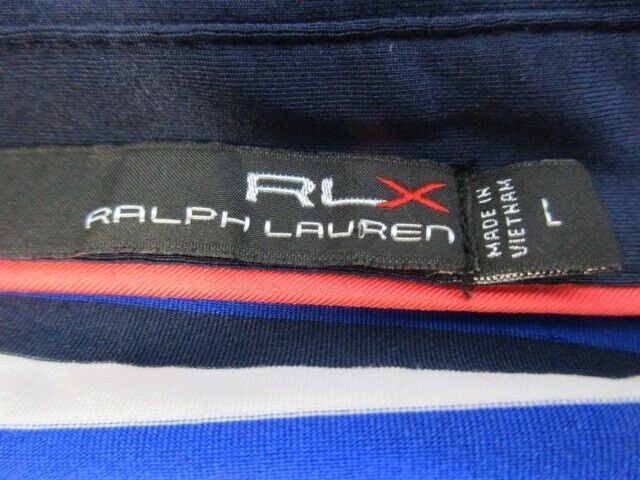 RLX
RALPH LAUREN
MADE IN
VIETNAM
L